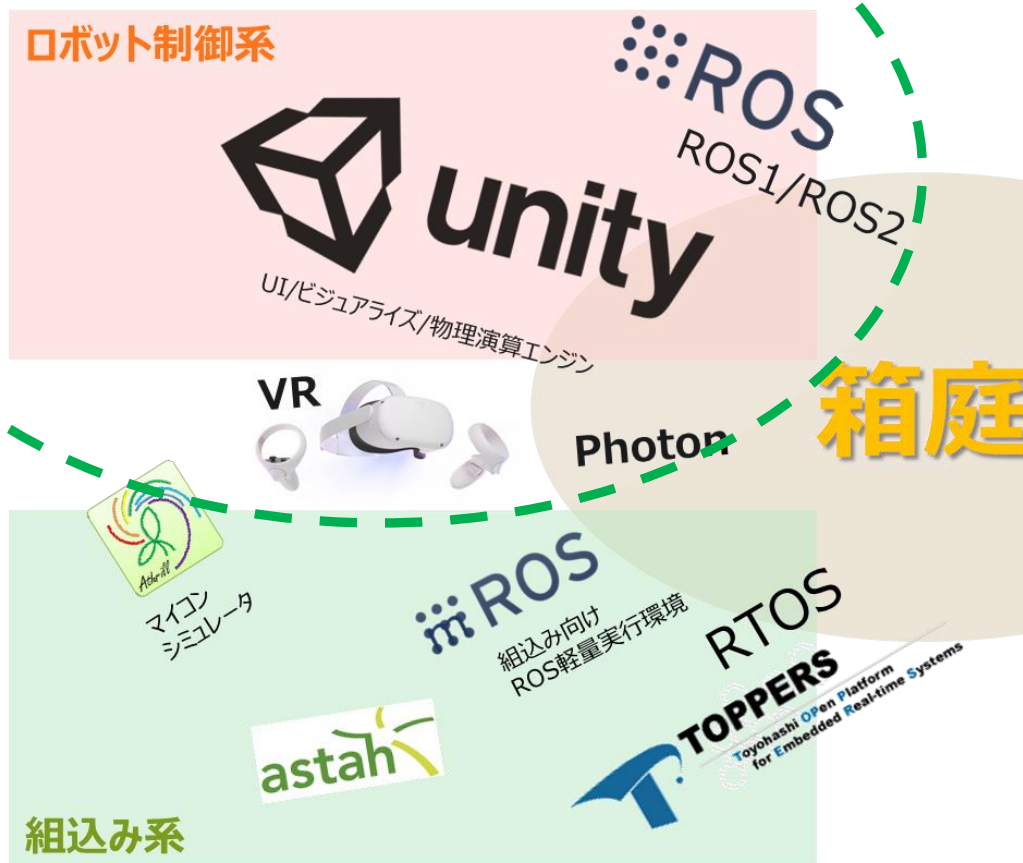 ロボット制御系
ROS
ROS1/ROS2
unity
UI/ビジュアライズ/物理演算エンジン
VR
Photon
箱庭
Athrill
マイコン
シミュレータ
mROS
組込み向け
ROS軽量実行環境
RTOS
TOPPERS
Toyohashi OPen Platform
for Embedded Real-time Systems
astah
組込み系